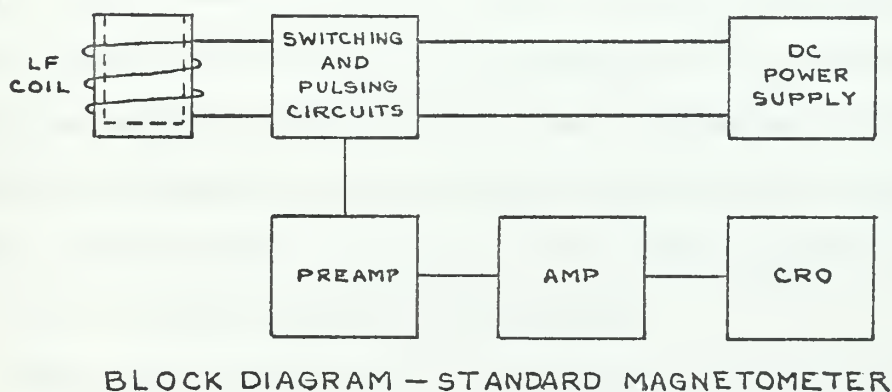 LF
COIL
SWITCHING
AND
PULSING
CIRCUITS
DC
POWER
SUPPLY
PREAMP
AMP
CRO
BLOCK DIAGRAM — STANDARD MAGNETOMETER